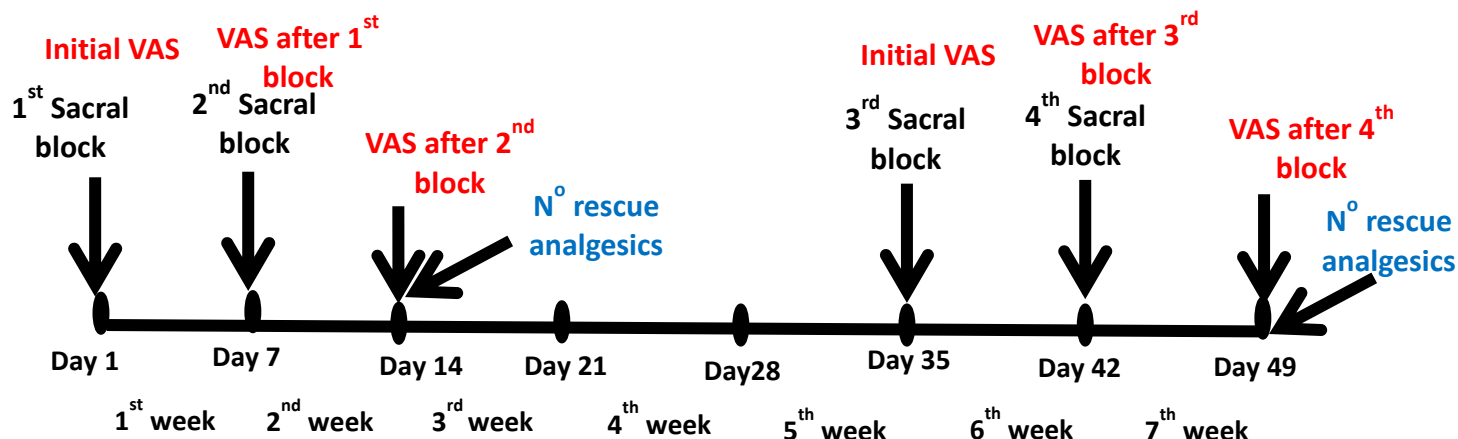 Initial VAS
1st Sacral
block
VAS after 1st
block
2nd Sacral
block
VAS after 2nd
block
No rescue
analgesics
Initial VAS
3rd Sacral
block
VAS after 3rd
block
4th Sacral
block
VAS after 4th
block
No rescue
analgesics
Day 1
Day 7
Day 14
Day 21
Day28
Day 35
Day 42
Day 49
1st week
2nd week
3rd week
4th week
5th week
6th week
7th week